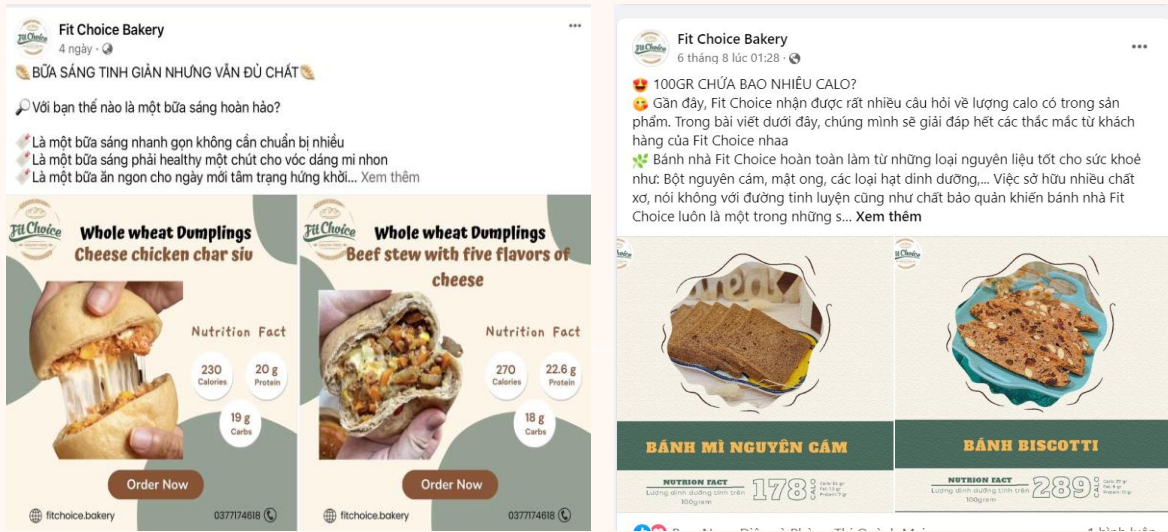 Fit Choice Bakery
4 ngày
BỮA SÁNG TINH GIẢN NHƯNG VẪN ĐỦ CHẤT
Với bạn thế nào là một bữa sáng hoàn hảo?
Là một bữa sáng nhanh gọn không cần chuẩn bị nhiều
Là một bữa sáng phải healthy một chút cho vóc dáng mi nhon
Là một bữa ăn ngon cho ngày mới tâm trạng hứng khởi... Xem thêm
Fit Choice
Whole wheat Dumplings
Cheese chicken char siu
Nutrition Fact
230
Calories
20 g
Protein
19 g
Carbs
Order Now
fitchoice.bakery
0377174618
Fit Choice
Whole wheat Dumplings
Beef stew with five flavors of
cheese
Nutrition Fact
270
Calories
22.6 g
Protein
18 g
Carbs
Order Now
fitchoice.bakery
0377174618
Fit Choice Bakery
6 tháng 8 lúc 01:28
100GR CHỨA BAO NHIÊU CALO?
Gần đây, Fit Choice nhận được rất nhiều câu hỏi về lượng calo có trong sản
phẩm. Trong bài viết dưới đây, chúng mình sẽ giải đáp hết các thắc mắc từ khách
hàng của Fit Choice nhaa
Bánh nhà Fit Choice hoàn toàn làm từ những loại nguyên liệu tốt cho sức khoẻ
như: Bột nguyên cám, mật ong, các loại hạt dinh dưỡng,... Việc sở hữu nhiều chất
xơ, nói không với đường tinh luyện cũng như chất bảo quản khiến bánh nhà Fit
Choice luôn là một trong những s... Xem thêm
BÁNH MÌ NGUYÊN CÁM
NUTRION FACT
Lượng dinh dưỡng tính trên
100gram
178
CALO
BÁNH BISCOTTI
NUTRION FACT
Lượng dinh dưỡng tính trên
100gram
289
CALO